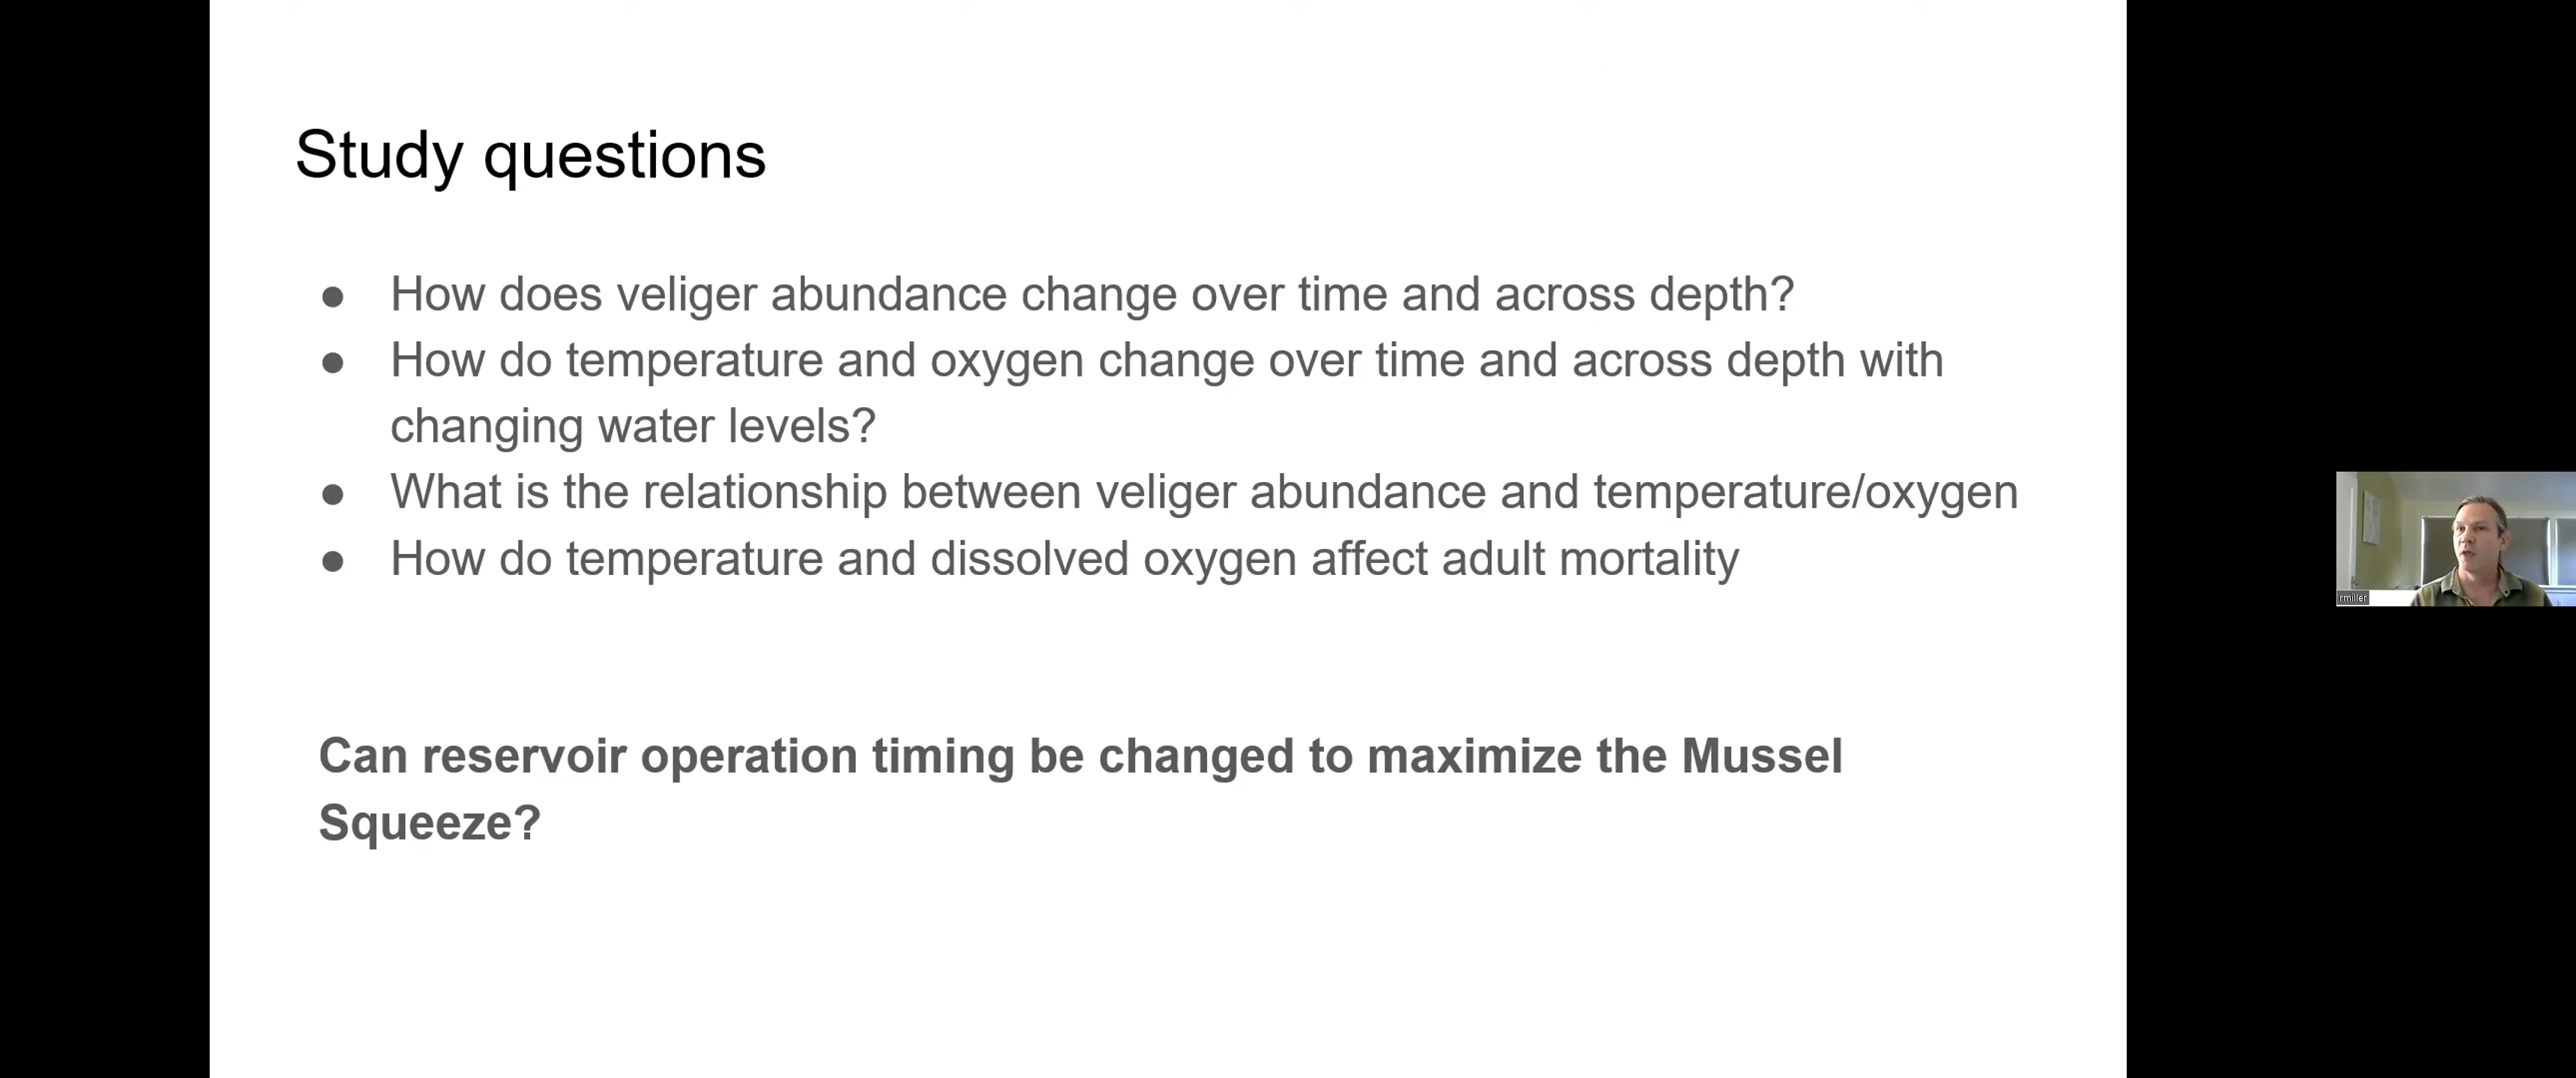 Study questions
● How does veliger abundance change over time and across depth?
● How do temperature and oxygen change over time and across depth with
changing water levels?
● What is the relationship between veliger abundance and temperature/oxygen
● How do temperature and dissolved oxygen affect adult mortality
Can reservoir operation timing be changed to maximize the Mussel
Squeeze?
rmiller